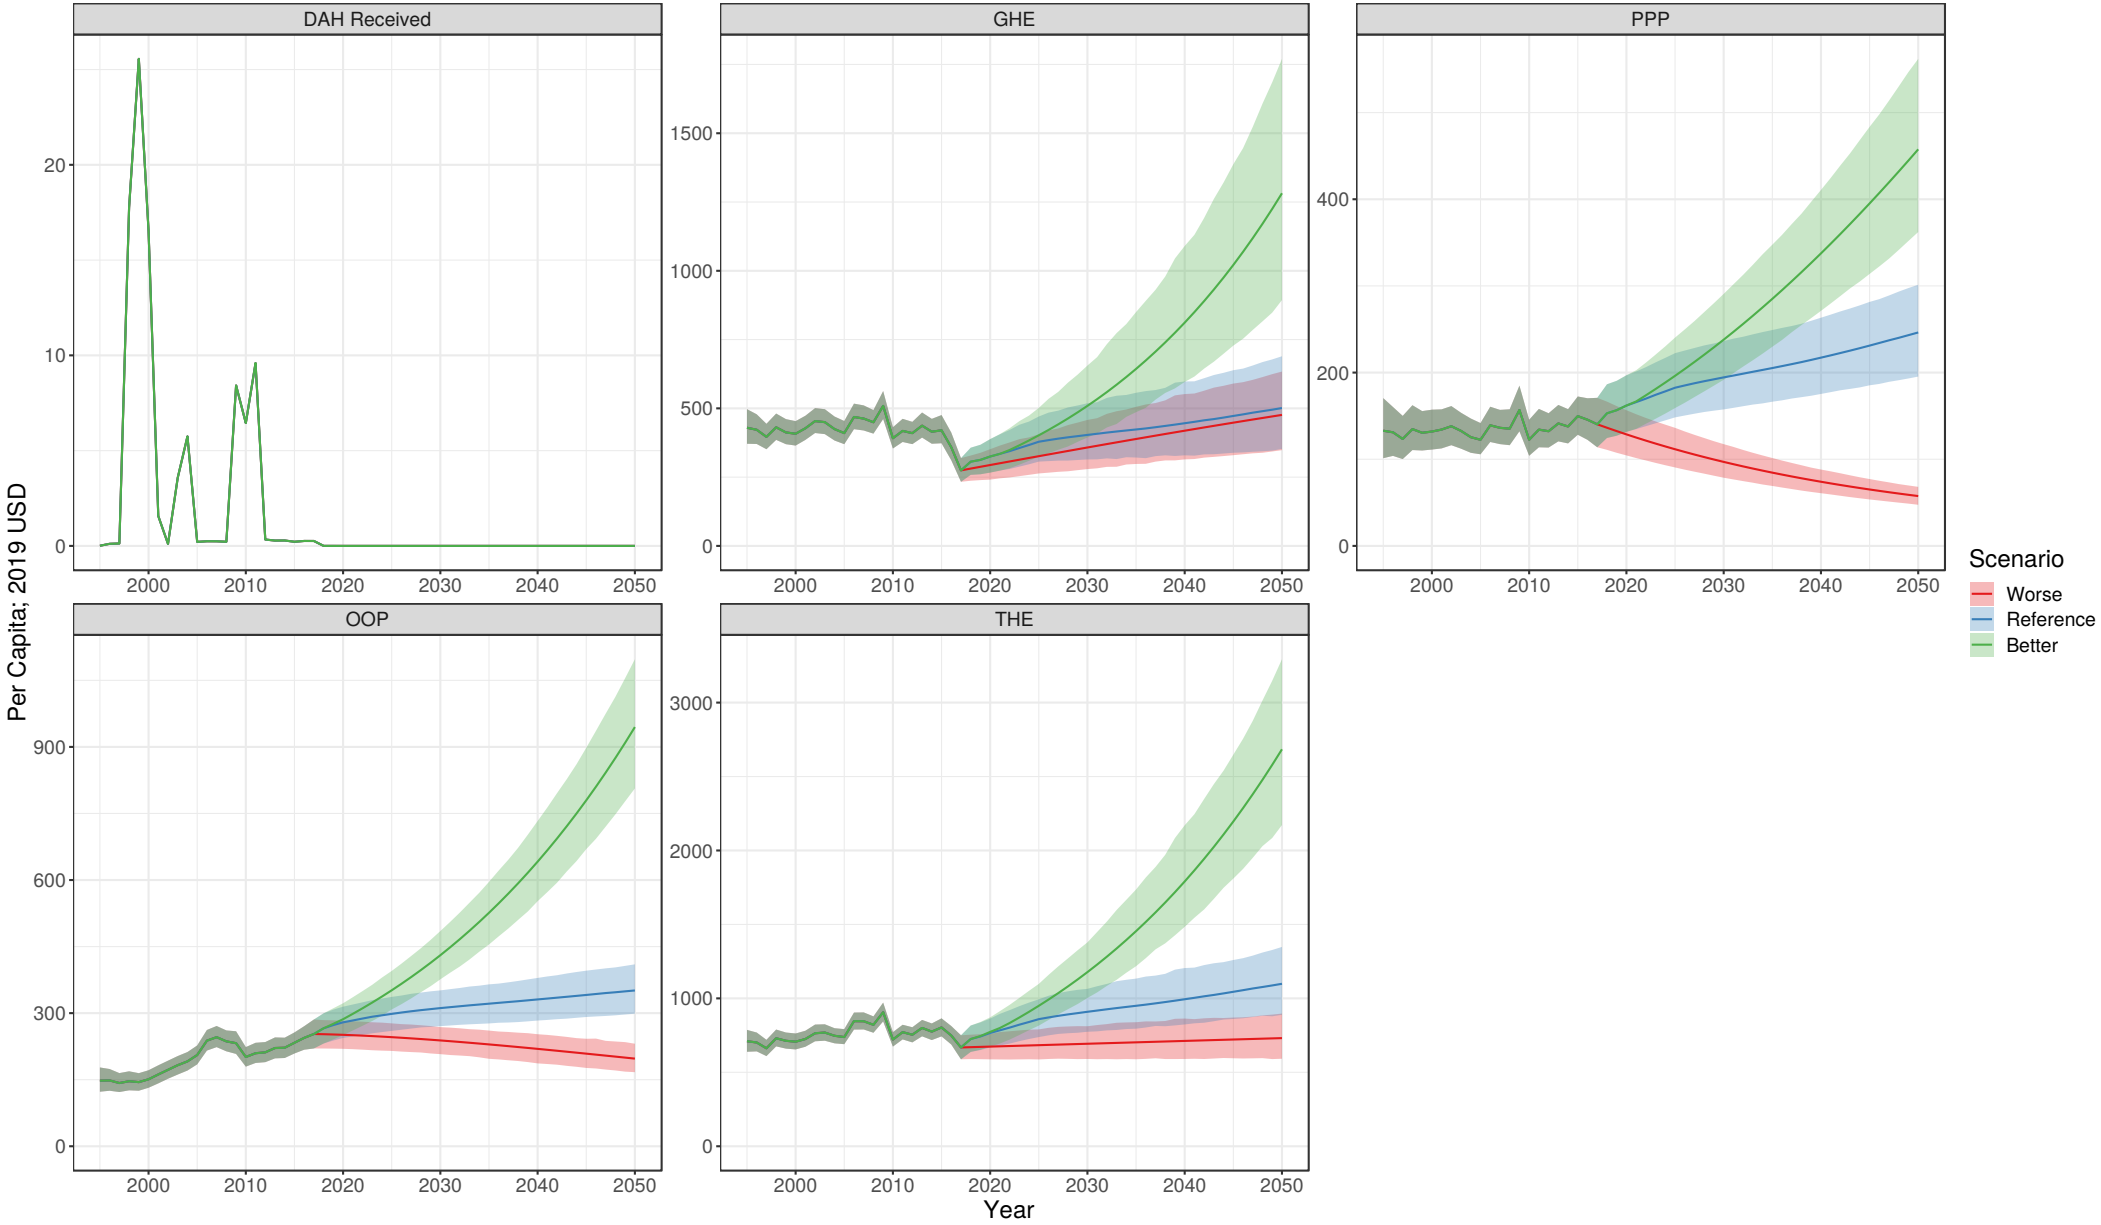 DAH Received
GHE
PPP
20
10
0
2000 2010 2020 2030 2040 2050
1500
1000
500
0
2000 2010 2020 2030 2040 2050
400
200
0
2000 2010 2020 2030 2040 2050
Per Capita; 2019 USD
OOP
THE
900
600
300
0
2000 2010 2020 2030 2040 2050
3000
2000
1000
0
2000 2010 2020 2030 2040 2050
Year
Scenario
Worse
Reference
Better